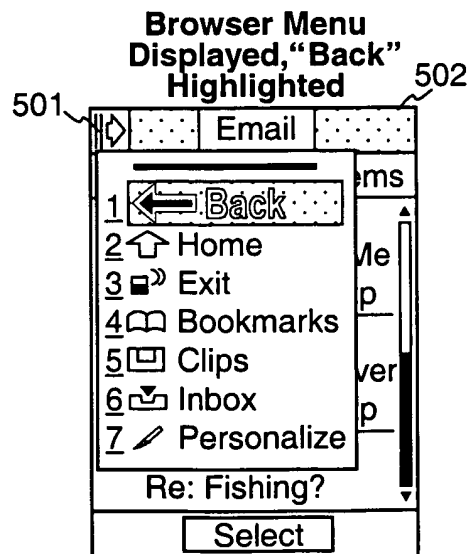 Browser Menu
Displayed,“Back”
Highlighted
501
502
Email
ems
1 Back
2 Home
Me
3 Exit
p
4 Bookmarks
5 Clips
ver
6 Inbox
p
7 Personalize
Re: Fishing?
Select